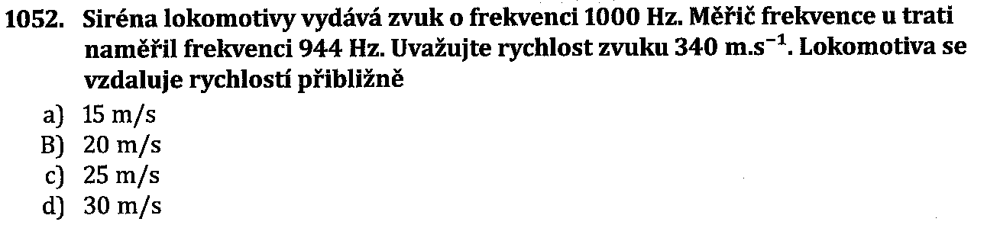 1052. Siréna lokomotivy vydává zvuk o frekvenci 1000 Hz. Měřič frekvence u trati
naměřil frekvenci 944 Hz. Uvažujte rychlost zvuku 340 m.s⁻¹. Lokomotiva se
vzdaluje rychlostí přibližně
a) 15 m/s
B) 20 m/s
c) 25 m/s
d) 30 m/s